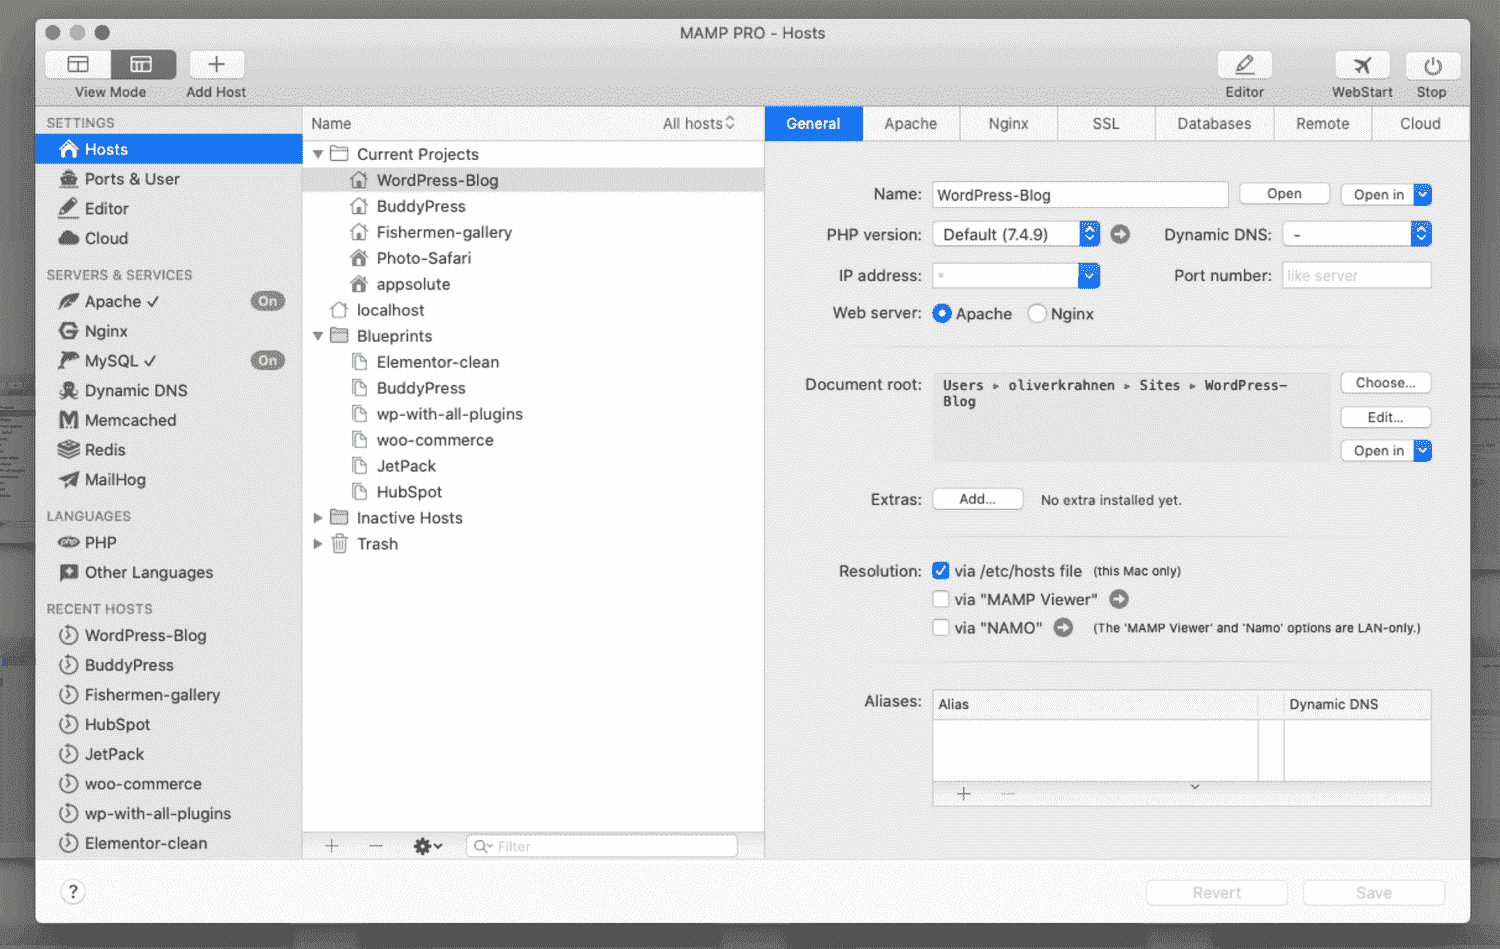 MAMP PRO - Hosts
View Mode
Add Host
Editor
WebStart
Stop
SETTINGS
Hosts
Ports & User
Editor
Cloud
SERVERS & SERVICES
Apache ✓ On
Nginx
MySQL ✓ On
Dynamic DNS
Memcached
Redis
MailHog
LANGUAGES
PHP
Other Languages
RECENT HOSTS
WordPress-Blog
BuddyPress
Fishermen-gallery
HubSpot
JetPack
woo-commerce
wp-with-all-plugins
Elementor-clean
?
Name All hosts
Current Projects
WordPress-Blog
BuddyPress
Fishermen-gallery
Photo-Safari
appsolute
localhost
Blueprints
Elementor-clean
BuddyPress
wp-with-all-plugins
woo-commerce
JetPack
HubSpot
Inactive Hosts
Trash
+ − Filter
General Apache Nginx SSL Databases Remote Cloud
Name: WordPress-Blog Open Open in
PHP version: Default (7.4.9) Dynamic DNS: -
IP address: * Port number: like server
Web server: Apache Nginx
Document root: Users ▸ oliverkrahnen ▸ Sites ▸ WordPress-
Blog
Choose...
Edit...
Open in
Extras: Add... No extra installed yet.
Resolution: via /etc/hosts file (this Mac only)
via "MAMP Viewer"
via "NAMO" (The 'MAMP Viewer' and 'Namo' options are LAN-only.)
Aliases: Alias Dynamic DNS
+ −
Revert Save